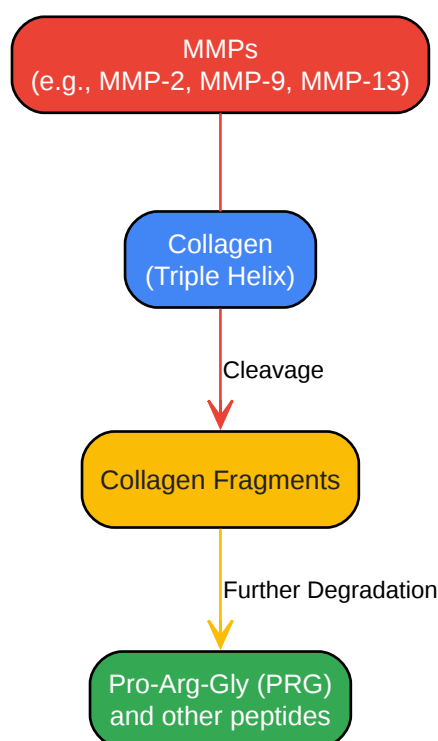 MMPs
(e.g., MMP-2, MMP-9, MMP-13)
Collagen
(Triple Helix)
Cleavage
Collagen Fragments
Further Degradation
Pro-Arg-Gly (PRG)
and other peptides